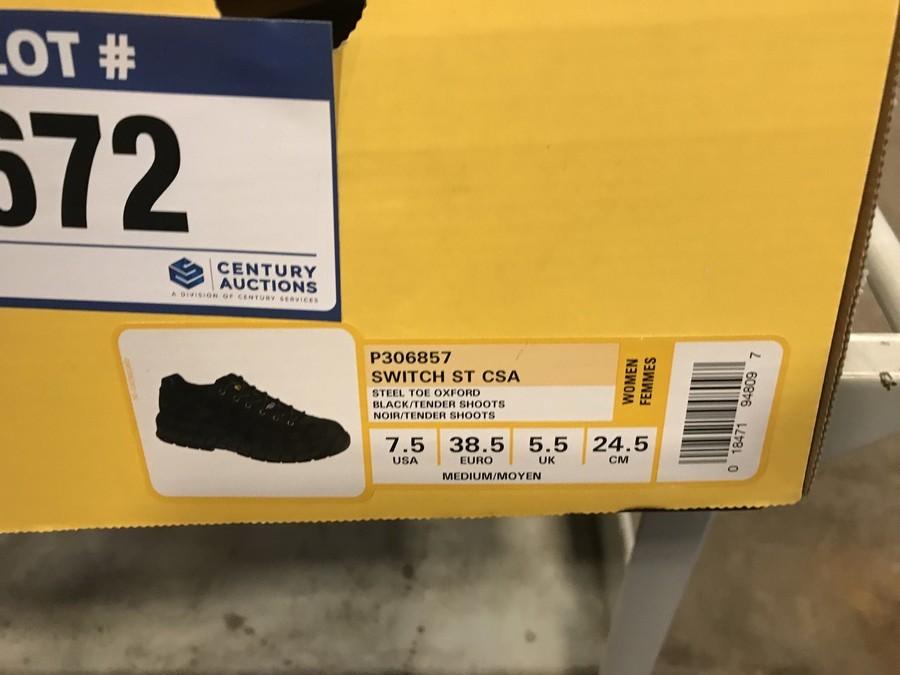 LOT #
672
CENTURY
AUCTIONS
A DIVISION OF CENTURY SERVICES
P306857
SWITCH ST CSA
STEEL TOE OXFORD
BLACK/TENDER SHOOTS
NOIR/TENDER SHOOTS
WOMEN
FEMMES
7.5 38.5 5.5 24.5
USA EURO UK CM
MEDIUM/MOYEN
0 18471 94809 7